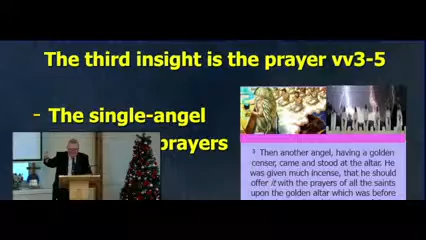 The third insight is the prayer vv3-5
- The single-angel
prayers
3 Then another angel, having a golden
censer, came and stood at the altar. He
was given much incense, that he should
offer it with the prayers of all the saints
upon the golden altar which was before